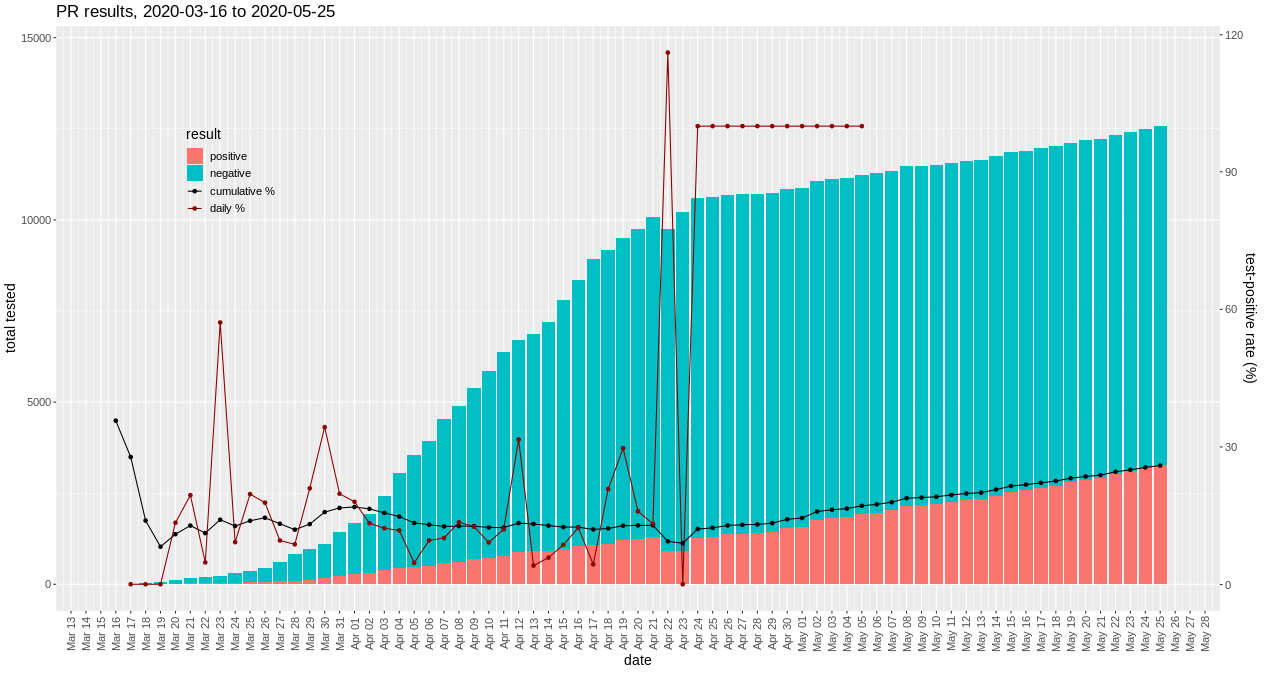 PR results, 2020-03-16 to 2020-05-25
15000
10000
5000
0
total tested
result
positive
negative
cumulative %
daily %
120
90
60
30
0
test-positive rate (%)
Mar 13
Mar 14
Mar 15
Mar 16
Mar 17
Mar 18
Mar 19
Mar 20
Mar 21
Mar 22
Mar 23
Mar 24
Mar 25
Mar 26
Mar 27
Mar 28
Mar 29
Mar 30
Mar 31
Apr 01
Apr 02
Apr 03
Apr 04
Apr 05
Apr 06
Apr 07
Apr 08
Apr 09
Apr 10
Apr 11
Apr 12
Apr 13
Apr 14
Apr 15
Apr 16
Apr 17
Apr 18
Apr 19
Apr 20
Apr 21
Apr 22
Apr 23
Apr 24
Apr 25
Apr 26
Apr 27
Apr 28
Apr 29
Apr 30
May 01
May 02
May 03
May 04
May 05
May 06
May 07
May 08
May 09
May 10
May 11
May 12
May 13
May 14
May 15
May 16
May 17
May 18
May 19
May 20
May 21
May 22
May 23
May 24
May 25
May 26
May 27
May 28
date